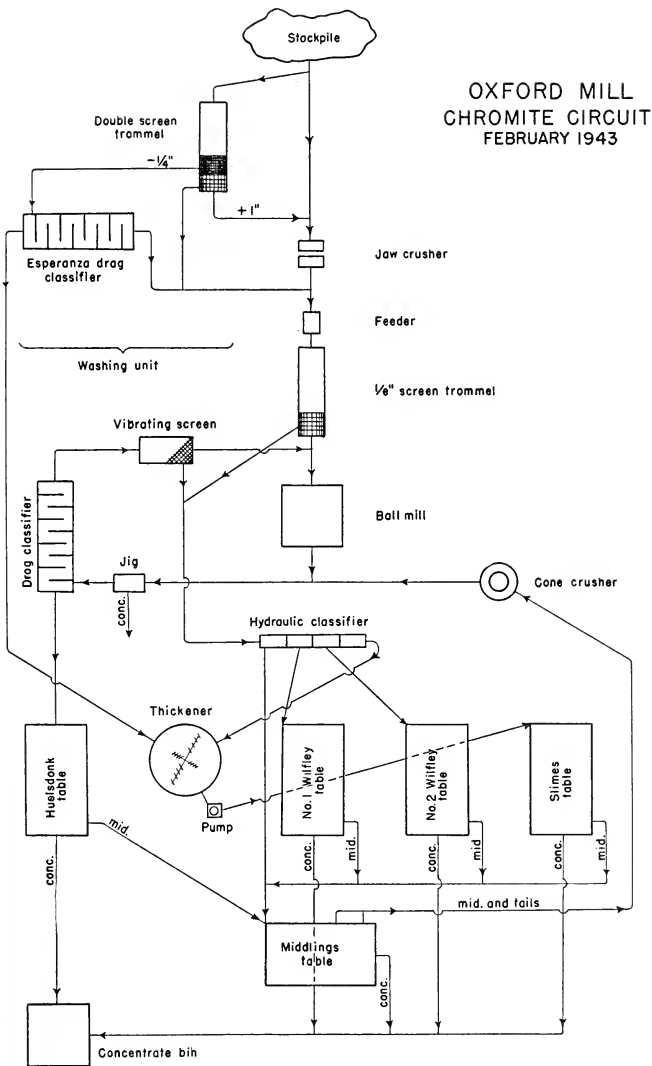 Stockpile
OXFORD MILL
CHROMITE CIRCUIT
FEBRUARY 1943
Double screen
trommel
-1/4"
+1"
Esperanza drag
classifier
Jaw crusher
Feeder
Washing unit
1/8" screen trommel
Vibrating screen
Ball mill
Drag classifier
Jig
conc.
Cone crusher
Hydraulic classifier
Thickener
Huelsdonk
table
No. 1 Wilfley
table
No. 2 Wilfley
table
Slimes
table
Pump
mid.
conc.
conc.
mid.
conc.
mid
conc.
mid.
mid. and tails
Middlings
table
conc.
Concentrate bih